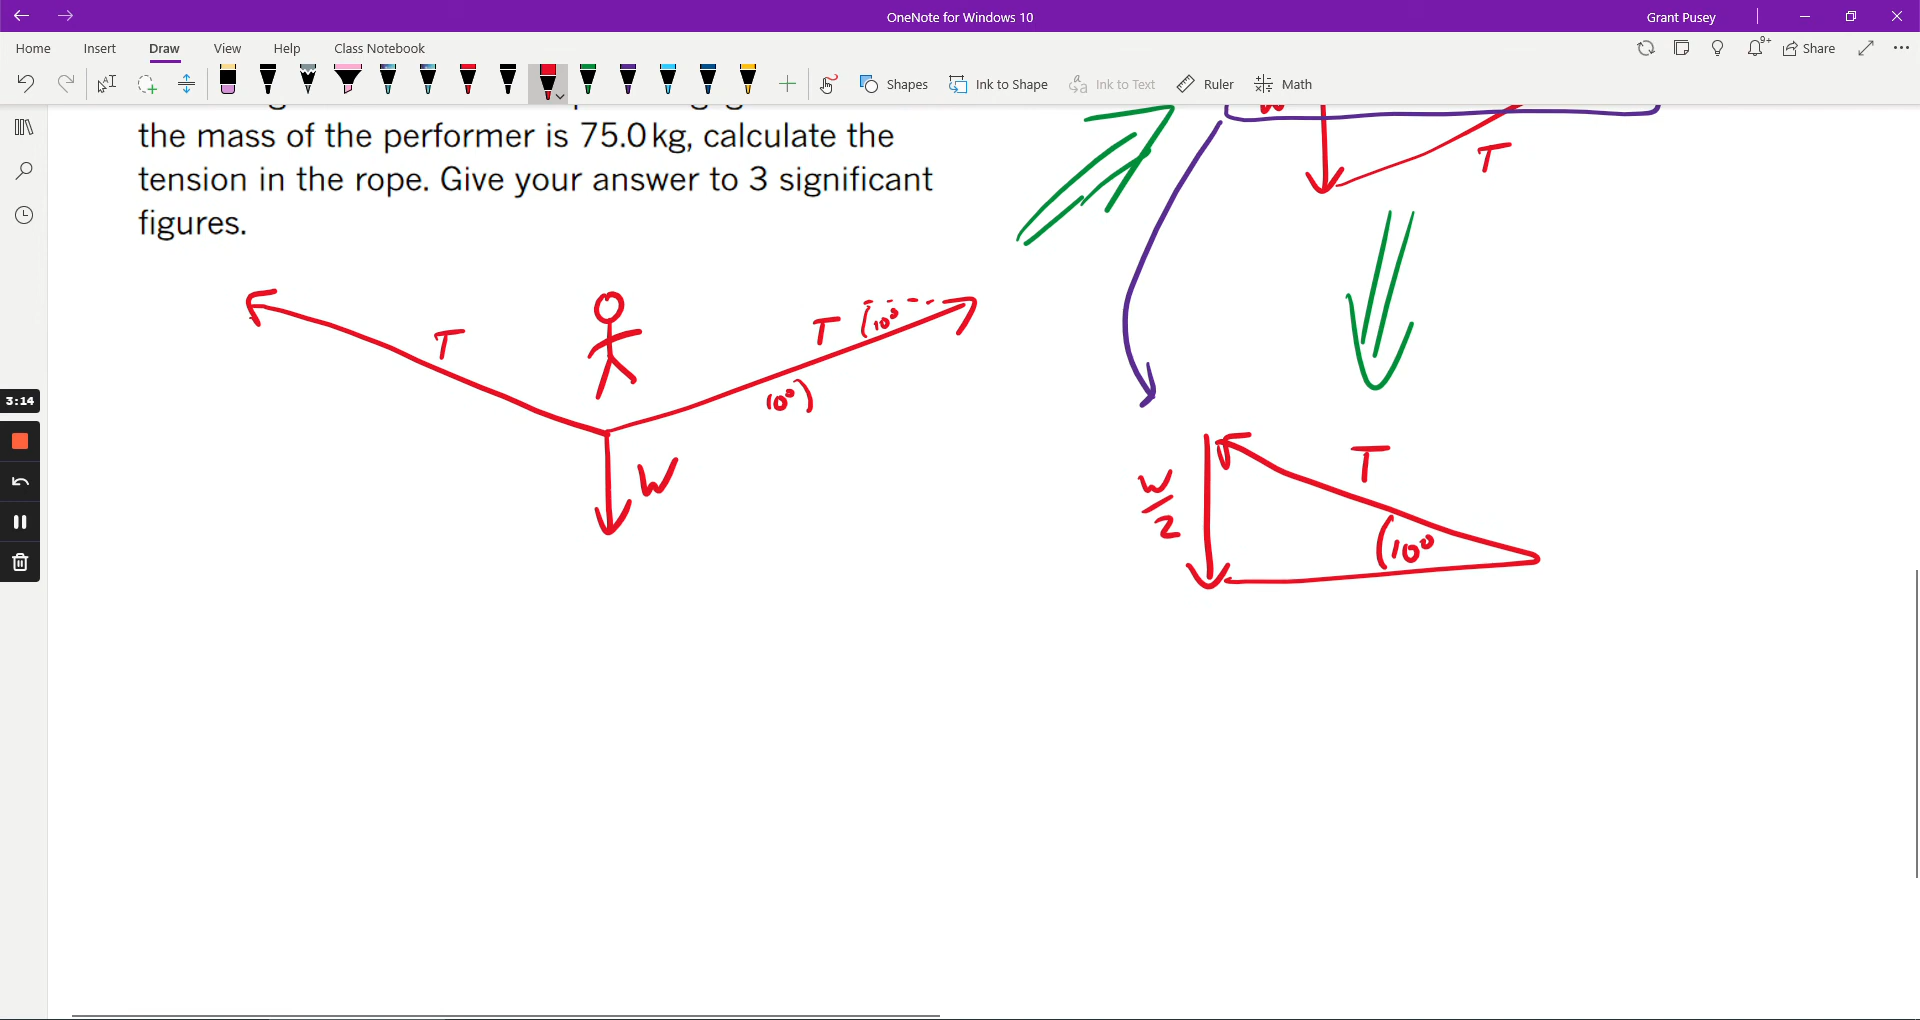 OneNote for Windows 10
Grant Pusey
Home Insert Draw View Help Class Notebook
9+
Share
Shapes Ink to Shape Ink to Text Ruler Math
the mass of the performer is 75.0 kg, calculate the
tension in the rope. Give your answer to 3 significant
figures.
T
T
10°
10°
W
T
W/2
T
10°
3:14